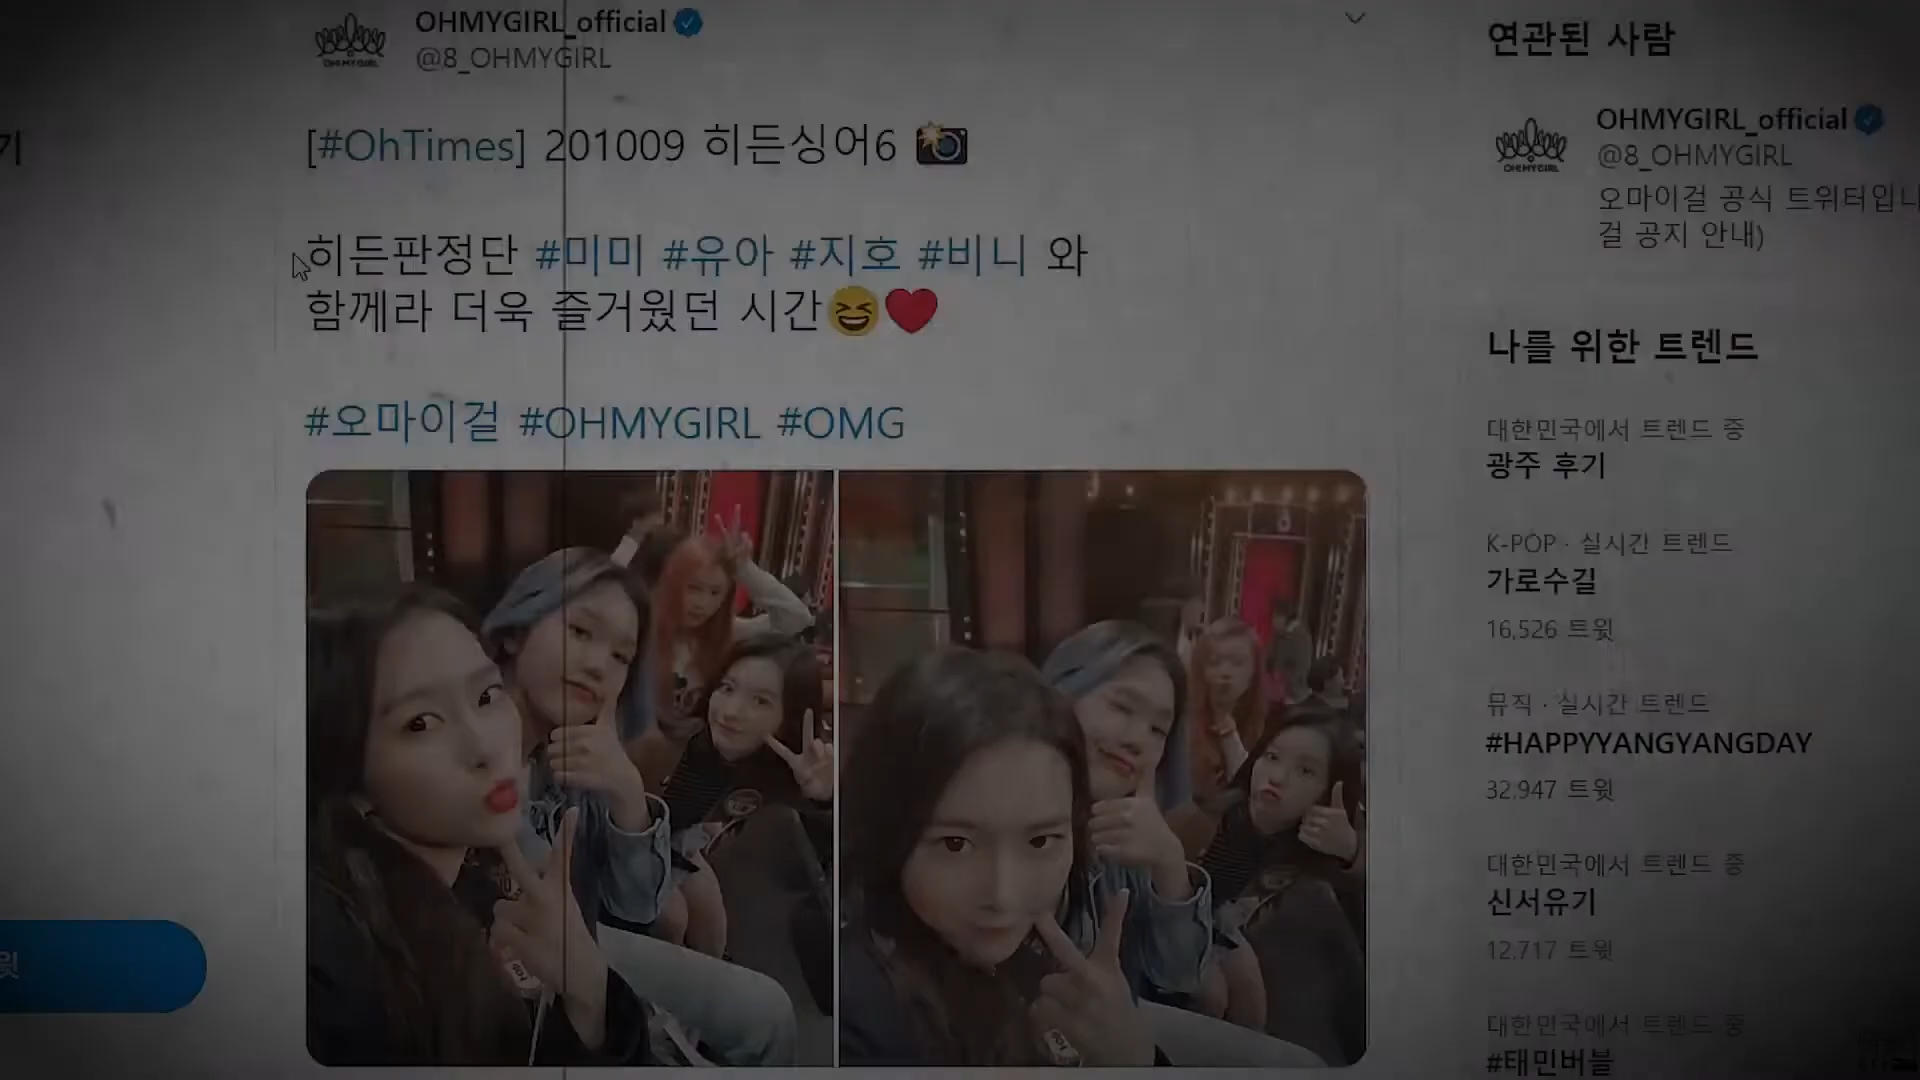 OHMYGIRL_official
@8_OHMYGIRL
[#OhTimes] 201009 히든싱어6
히든판정단 #미미 #유아 #지호 #비니 와
함께라 더욱 즐거웠던 시간
#오마이걸 #OHMYGIRL #OMG
기
윗
연관된 사람
OHMYGIRL_official
@8_OHMYGIRL
OH!MYGIRL
오마이걸 공식 트위터입니
걸 공지 안내)
나를 위한 트렌드
대한민국에서 트렌드 중
광주 후기
K-POP · 실시간 트렌드
가로수길
16,526 트윗
뮤직 · 실시간 트렌드
#HAPPYYANGYANGDAY
32,947 트윗
대한민국에서 트렌드 중
신서유기
12,717 트윗
대한민국에서 트렌드 중
#태민버블